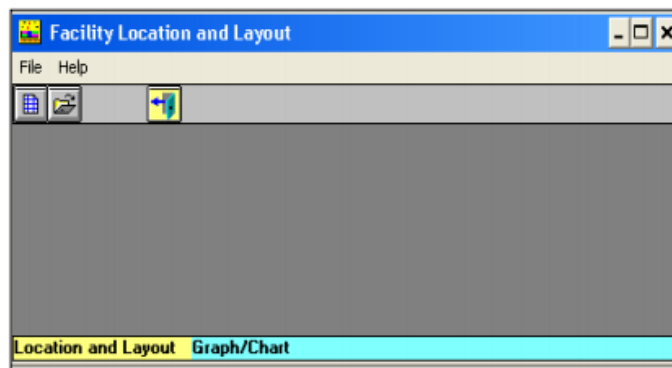 Facility Location and Layout
File Help
Location and Layout Graph/Chart